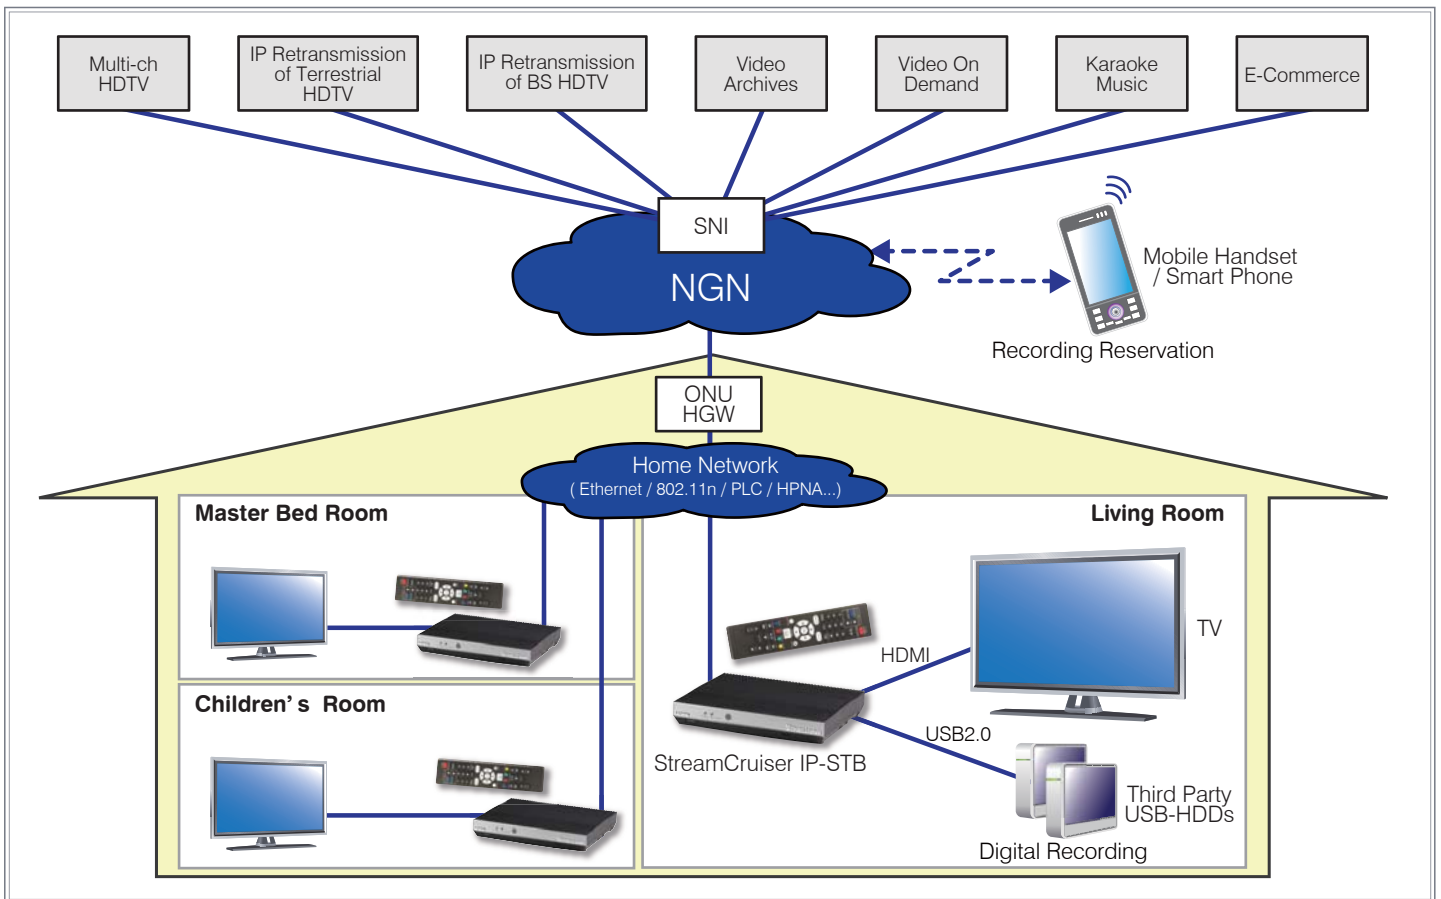 Multi-ch
HDTV
IP Retransmission
of Terrestrial
HDTV
IP Retransmission
of BS HDTV
Video
Archives
Video On
Demand
Karaoke
Music
E-Commerce
SNI
NGN
Mobile Handset
/ Smart Phone
Recording Reservation
ONU
HGW
Home Network
( Ethernet / 802.11n / PLC / HPNA...)
Master Bed Room
Living Room
TV
HDMI
Children’ s Room
USB2.0
StreamCruiser IP-STB
Third Party
USB-HDDs
Digital Recording